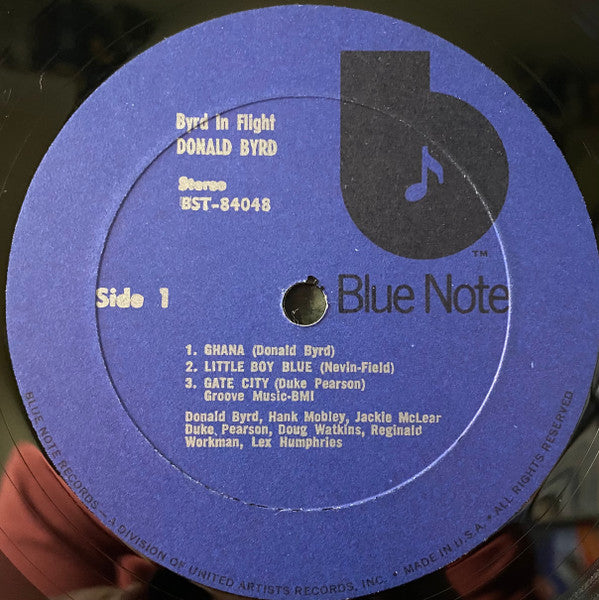 Byrd In Flight
DONALD BYRD
Stereo
BST-84048
Side 1
TM
Blue Note
1. GHANA (Donald Byrd)
2. LITTLE BOY BLUE (Nevin-Field)
3. GATE CITY (Duke Pearson)
Groove Music-BMI
Donald Byrd, Hank Mobley, Jackie McLear
Duke Pearson, Doug Watkins, Reginald
Workman, Lex Humphries
BLUE NOTE RECORDS — A DIVISION OF UNITED ARTISTS RECORDS, INC. • MADE IN U.S.A. • ALL RIGHTS RESERVED